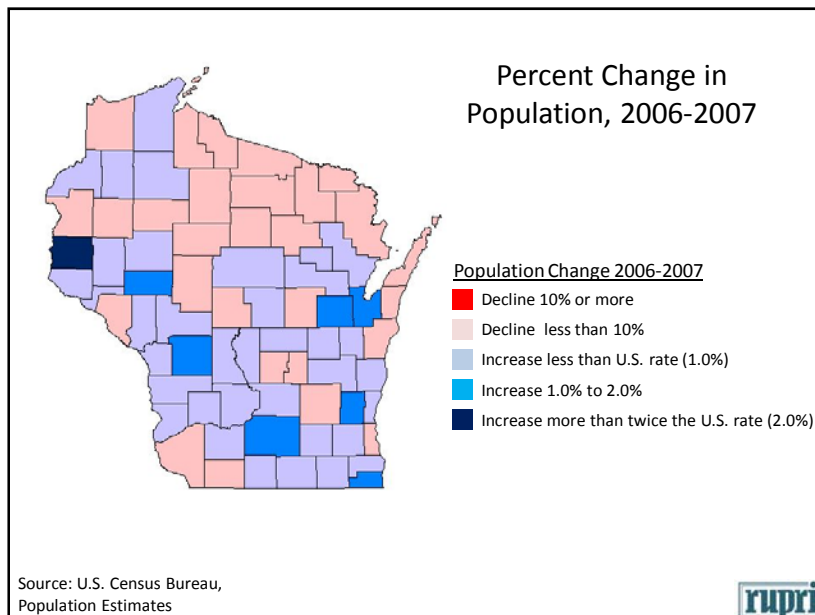 Percent Change in
Population, 2006-2007
Population Change 2006-2007
Decline 10% or more
Decline less than 10%
Increase less than U.S. rate (1.0%)
Increase 1.0% to 2.0%
Increase more than twice the U.S. rate (2.0%)
Source: U.S. Census Bureau,
Population Estimates
rupri